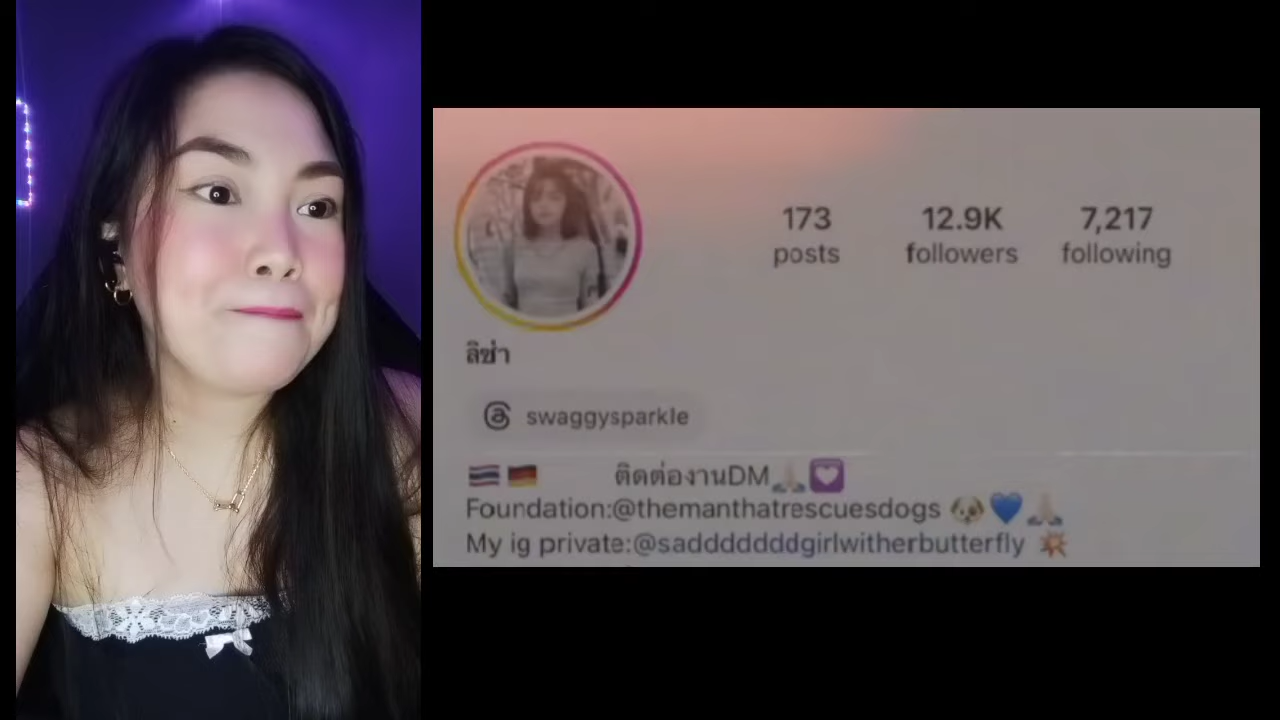 173 12.9K 7,217
posts followers following
ลิซ่า
swaggysparkle
🇹🇭 🇩🇪 ติดต่องานDM🙏🏻💟
Foundation:@themanthatrescuesdogs 🐶💙🙏🏻
My ig private:@sadddddddgirlwitherbutterfly 💥